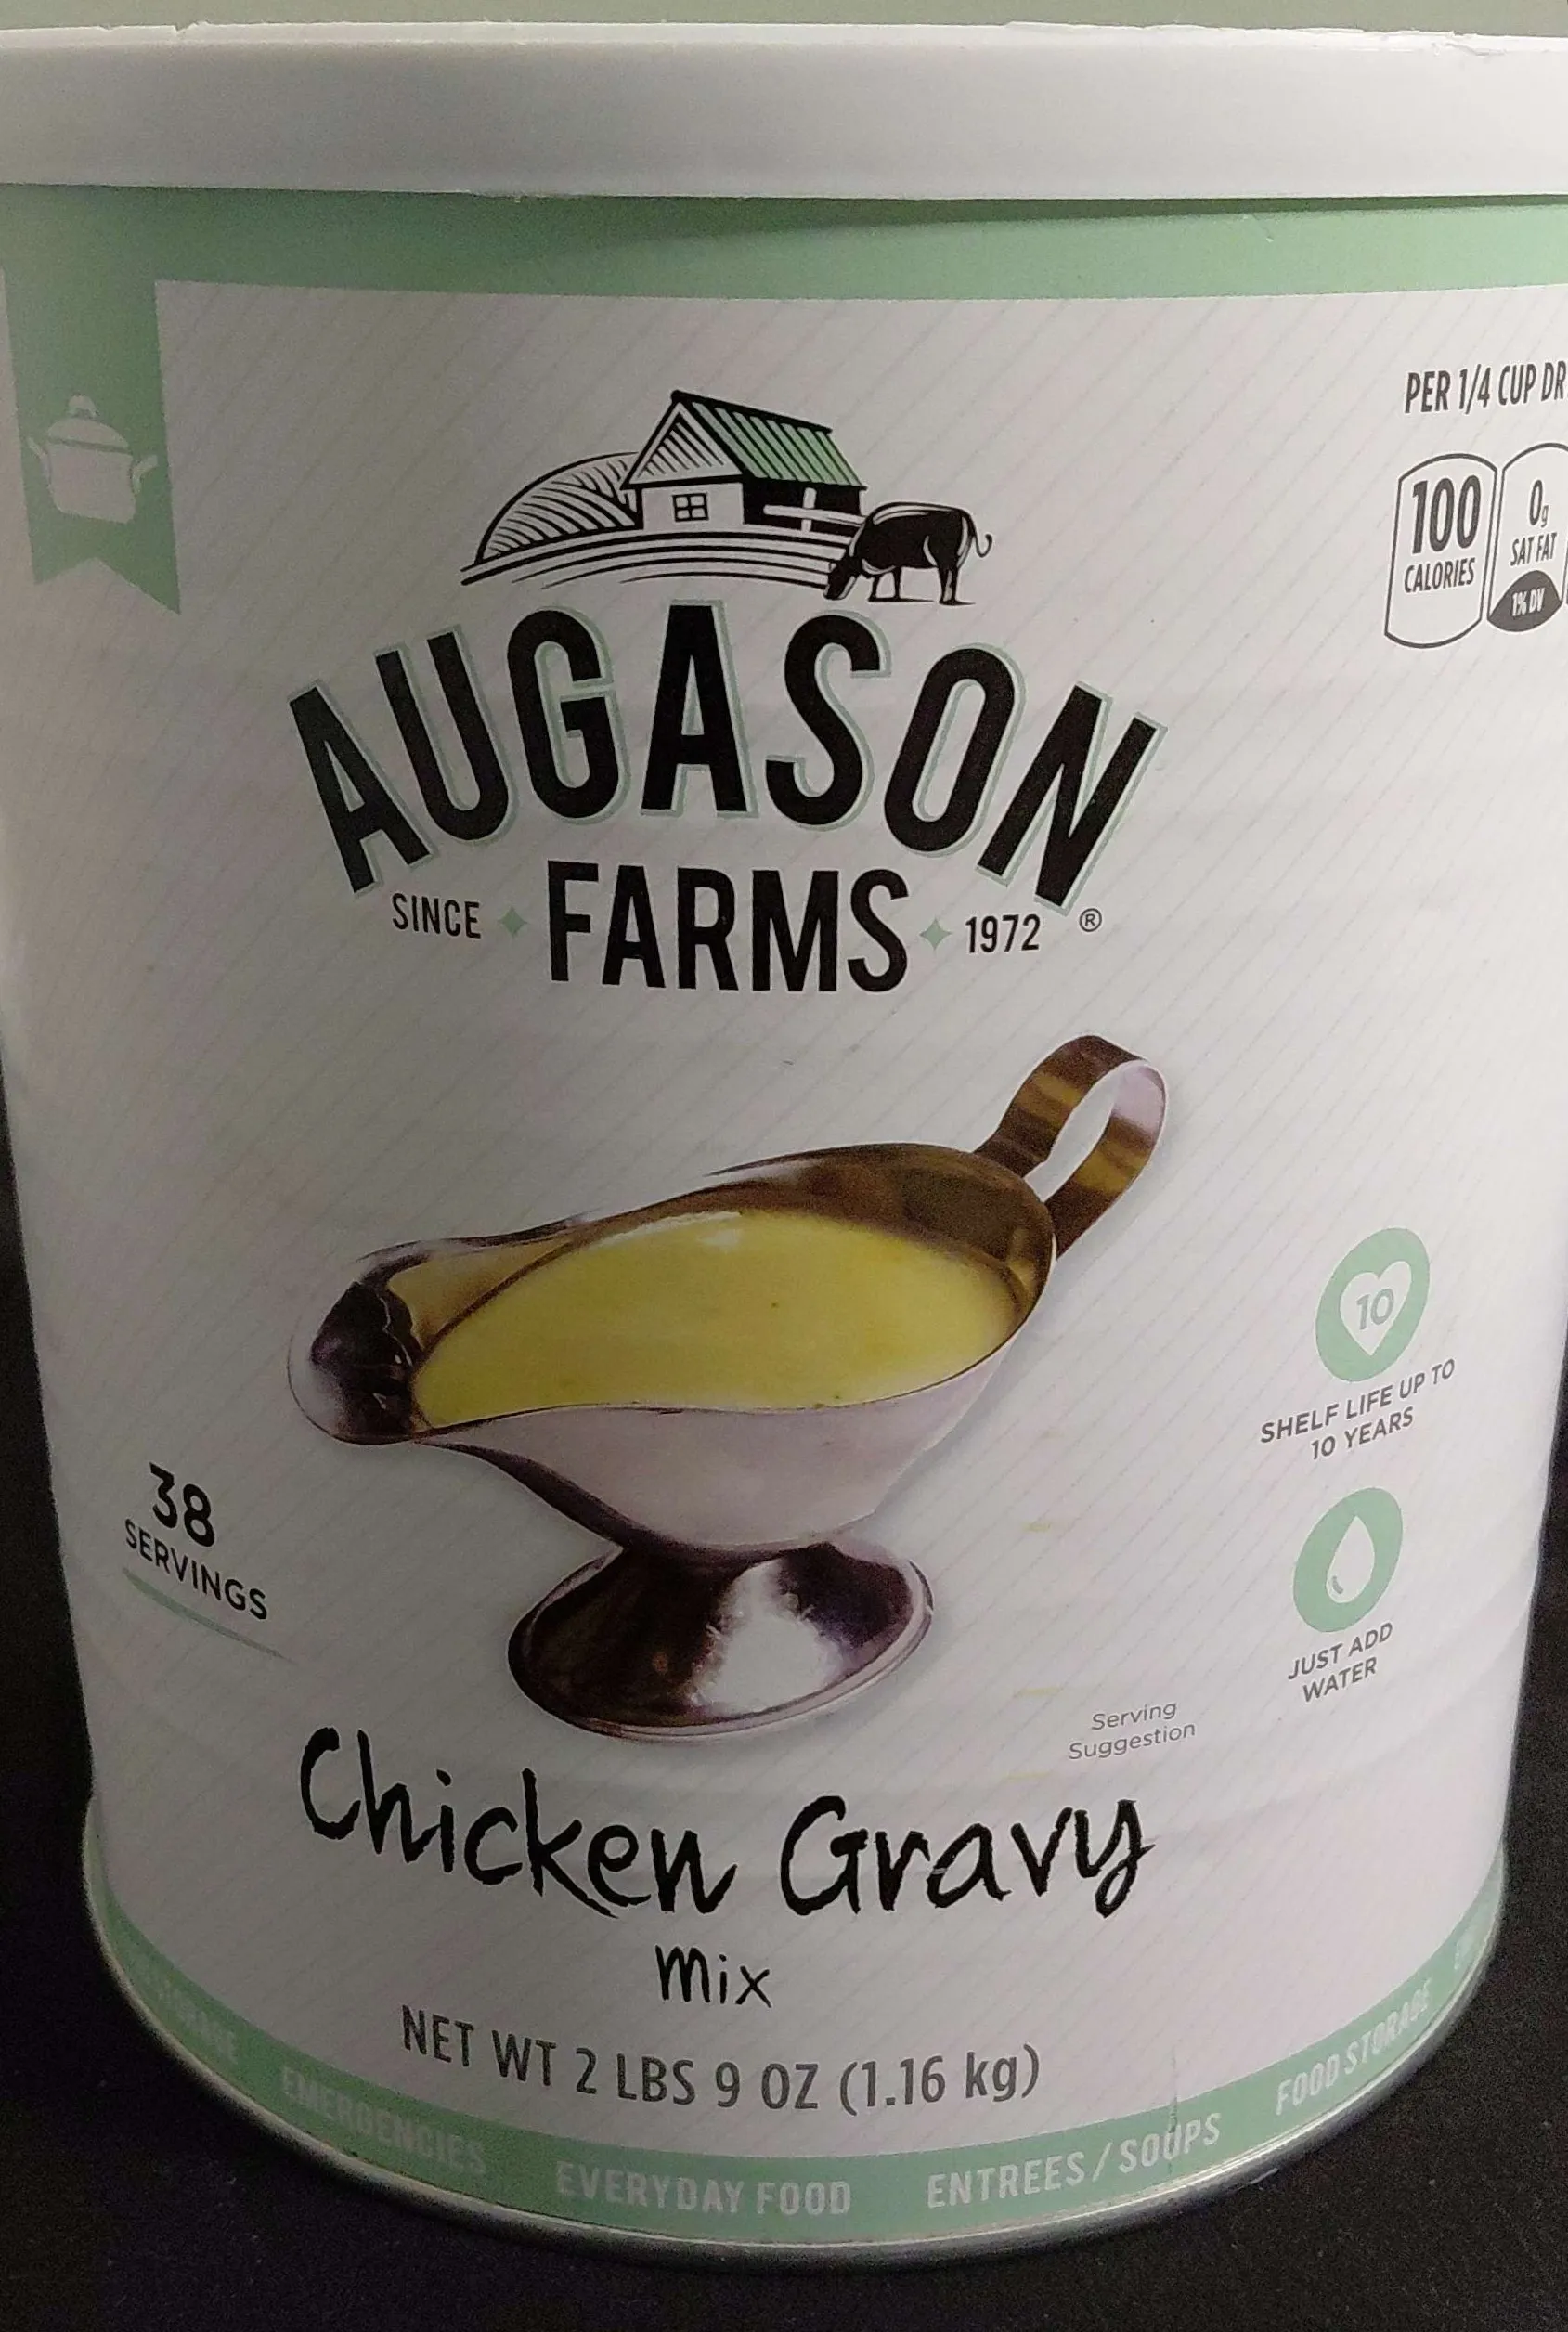 PER 1/4 CUP DR
100
CALORIES
0g
SAT FAT
1% DV
AUGASON
SINCE FARMS 1972 ®
10
SHELF LIFE UP TO
10 YEARS
38
SERVINGS
JUST ADD
WATER
Serving
Suggestion
Chicken Gravy
Mix
NET WT 2 LBS 9 OZ (1.16 kg)
STORAGE EMERGENCIES EVERYDAY FOOD ENTREES / SOUPS FOOD STORAGE